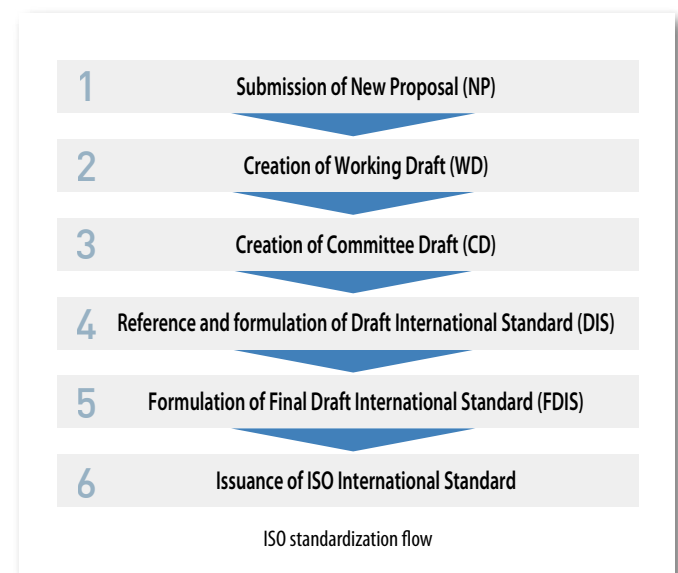 1 Submission of New Proposal (NP)
2 Creation of Working Draft (WD)
3 Creation of Committee Draft (CD)
4 Reference and formulation of Draft International Standard (DIS)
5 Formulation of Final Draft International Standard (FDIS)
6 Issuance of ISO International Standard
ISO standardization flow